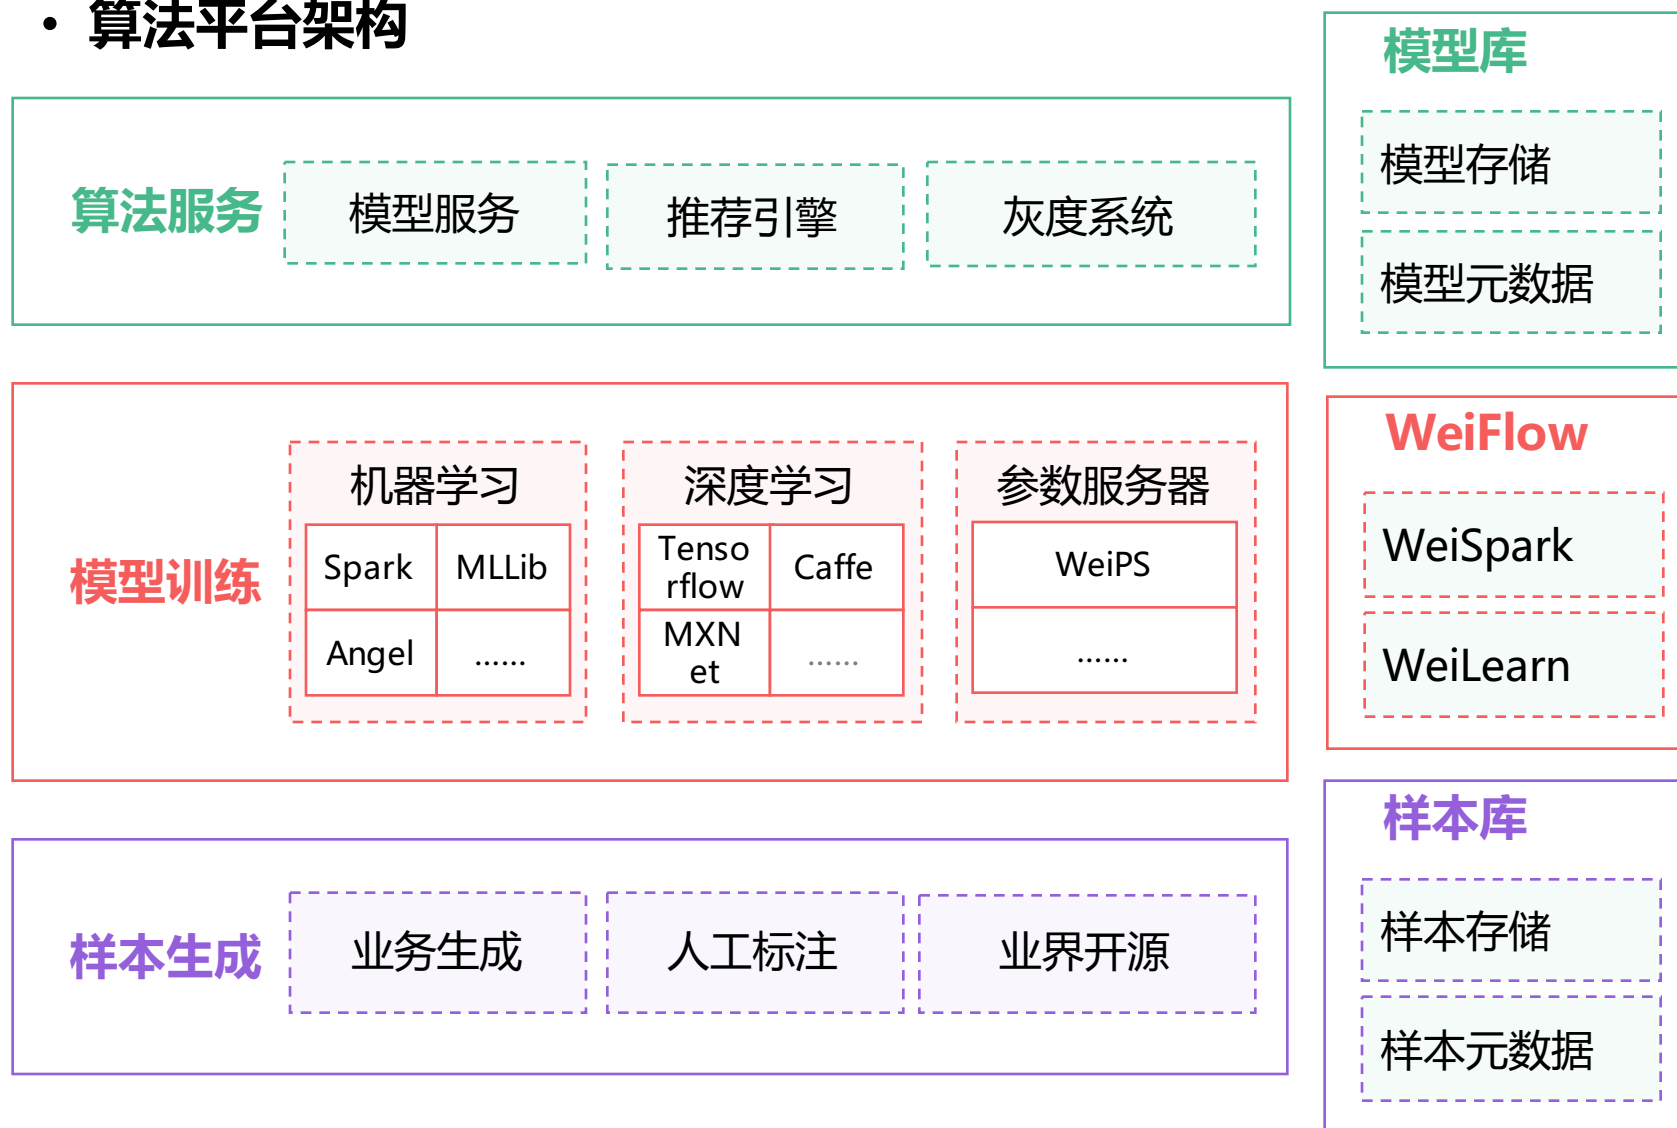 • 算法平台架构
算法服务
模型服务
推荐引擎
灰度系统
模型训练
机器学习
Spark
MLLib
Angel
......
深度学习
Tenso
rflow
Caffe
MXN
et
......
参数服务器
WeiPS
......
样本生成
业务生成
人工标注
业界开源
模型库
模型存储
模型元数据
WeiFlow
WeiSpark
WeiLearn
样本库
样本存储
样本元数据